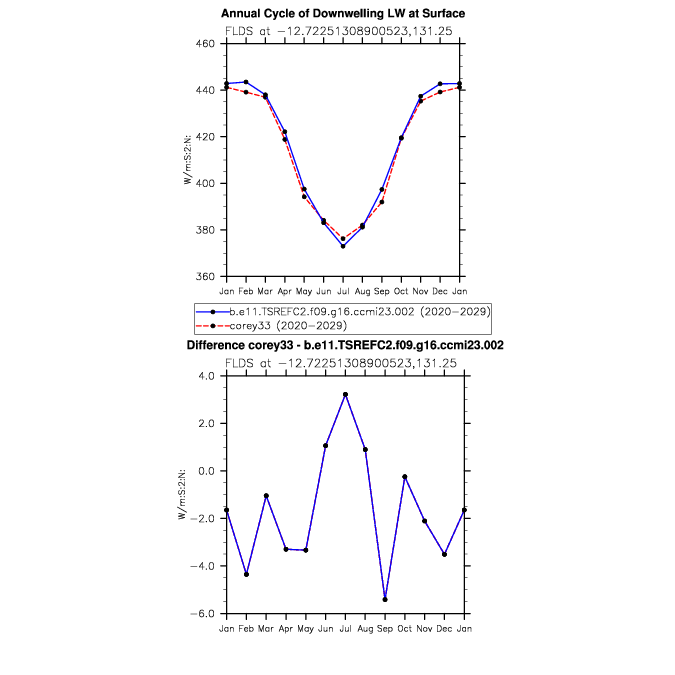 Annual Cycle of Downwelling LW at Surface
FLDS at −12.72251308900523,131.25
460
440
420
400
380
360
W/m:S:2:N:
Jan Feb Mar Apr May Jun Jul Aug Sep Oct Nov Dec Jan
b.e11.TSREFC2.f09.g16.ccmi23.002 (2020−2029)
corey33 (2020−2029)
Difference corey33 - b.e11.TSREFC2.f09.g16.ccmi23.002
FLDS at −12.72251308900523,131.25
4.0
2.0
0.0
−2.0
−4.0
−6.0
W/m:S:2:N:
Jan Feb Mar Apr May Jun Jul Aug Sep Oct Nov Dec Jan